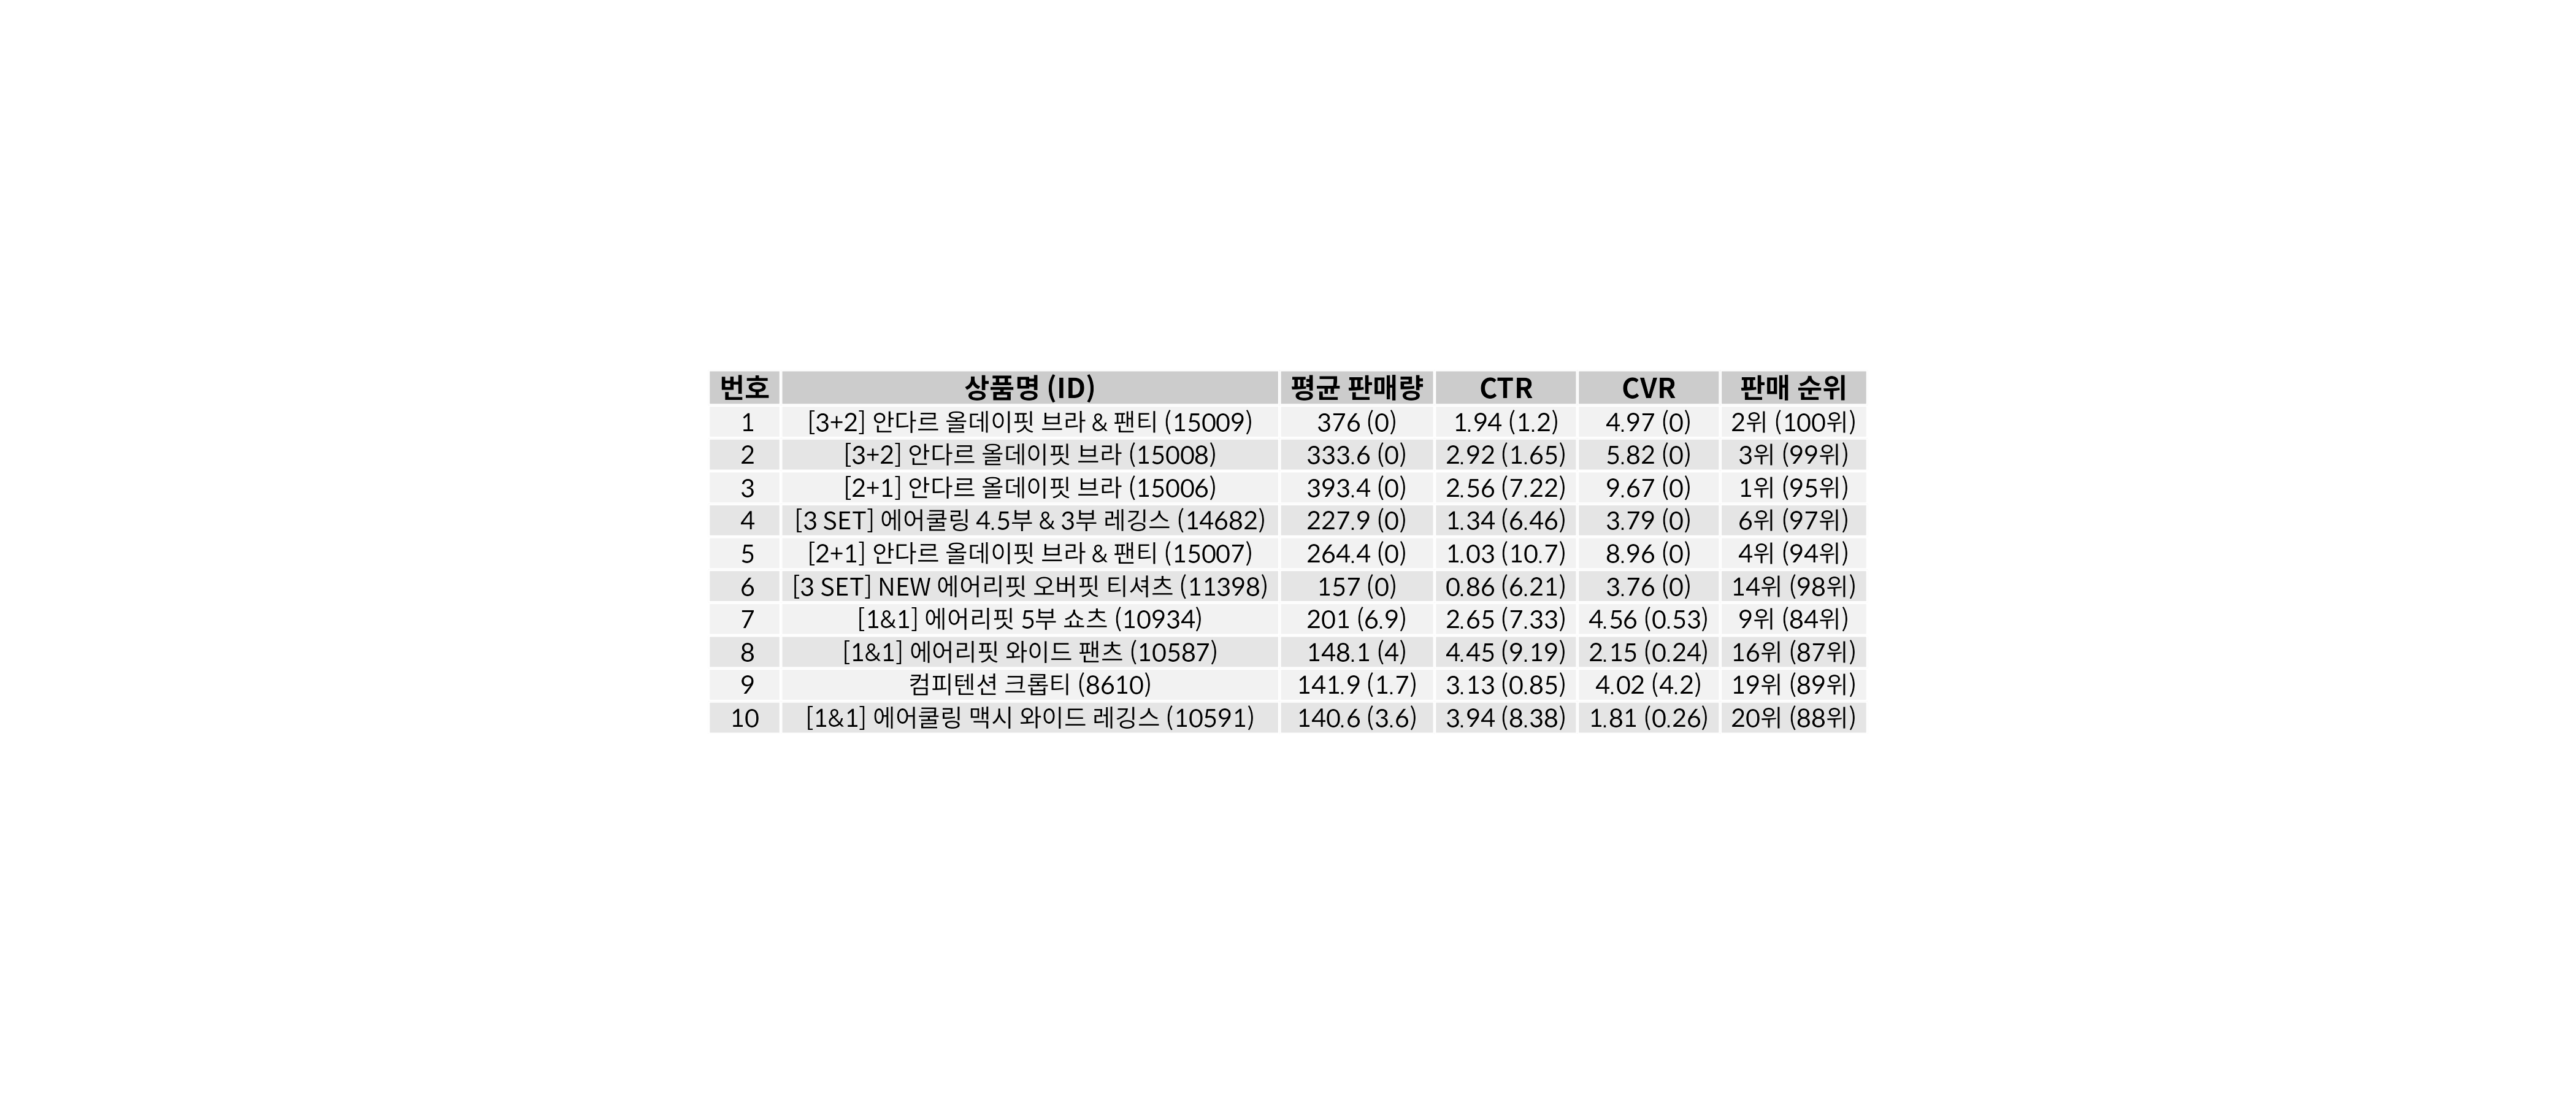 번호 상품명 (ID) 평균 판매량 CTR CVR 판매 순위
1 [3+2] 안다르 올데이핏 브라 & 팬티 (15009) 376 (0) 1.94 (1.2) 4.97 (0) 2위 (100위)
2 [3+2] 안다르 올데이핏 브라 (15008) 333.6 (0) 2.92 (1.65) 5.82 (0) 3위 (99위)
3 [2+1] 안다르 올데이핏 브라 (15006) 393.4 (0) 2.56 (7.22) 9.67 (0) 1위 (95위)
4 [3 SET] 에어쿨링 4.5부 & 3부 레깅스 (14682) 227.9 (0) 1.34 (6.46) 3.79 (0) 6위 (97위)
5 [2+1] 안다르 올데이핏 브라 & 팬티 (15007) 264.4 (0) 1.03 (10.7) 8.96 (0) 4위 (94위)
6 [3 SET] NEW 에어리핏 오버핏 티셔츠 (11398) 157 (0) 0.86 (6.21) 3.76 (0) 14위 (98위)
7 [1&1] 에어리핏 5부 쇼츠 (10934) 201 (6.9) 2.65 (7.33) 4.56 (0.53) 9위 (84위)
8 [1&1] 에어리핏 와이드 팬츠 (10587) 148.1 (4) 4.45 (9.19) 2.15 (0.24) 16위 (87위)
9 컴피텐션 크롭티 (8610) 141.9 (1.7) 3.13 (0.85) 4.02 (4.2) 19위 (89위)
10 [1&1] 에어쿨링 맥시 와이드 레깅스 (10591) 140.6 (3.6) 3.94 (8.38) 1.81 (0.26) 20위 (88위)